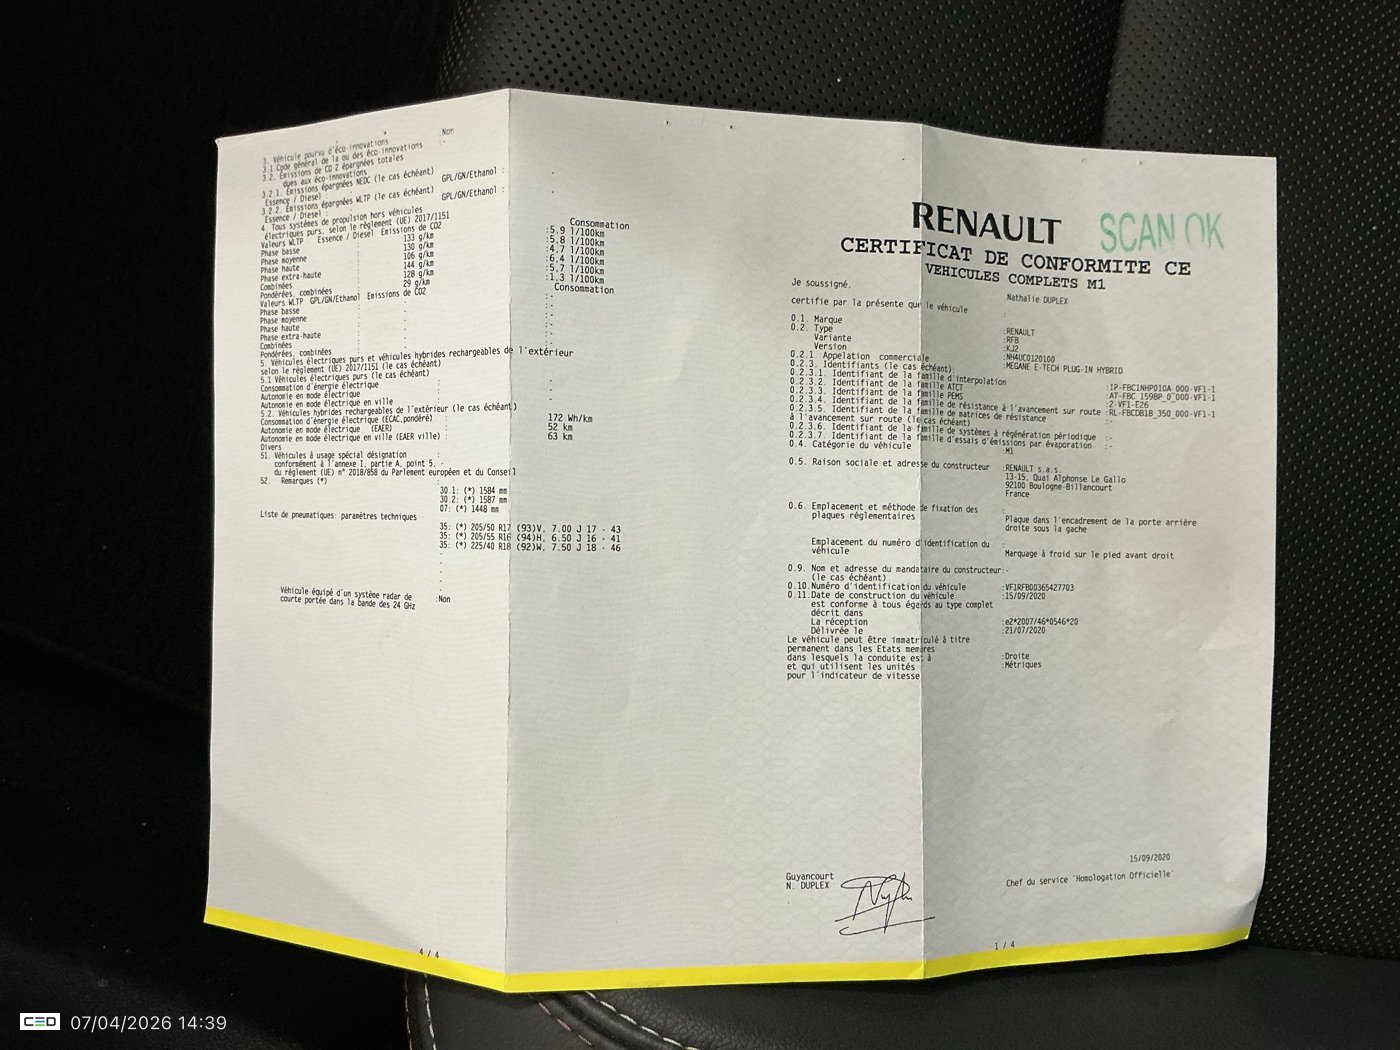 3. Véhicule pourvu d'éco-innovations :Non
3.1 Code général de la ou des éco innovations
3.2. Emissions de CO 2 épargnées totales
dues aux éco-innovations
3.2.1. Emissions épargnées NEDC (le cas échéant)
Essence / Diesel : GPL/GN/Ethanol :
3.2.2. Emissions épargnées WLTP (le cas échéant)
Essence / Diesel : GPL/GN/Ethanol :
4. Tous systèmes de propulsion hors véhicules
électriques purs, selon le règlement (UE) 2017/1151
Valeurs WLTP Essence / Diesel Emissions de CO2 Consommation
Phase basse 133 g/km :5.9 l/100km
Phase moyenne 130 g/km :5.8 l/100km
Phase haute 106 g/km :4.7 l/100km
Phase extra-haute 144 g/km :6.4 l/100km
Combinées 128 g/km :5.7 l/100km
Pondérées, combinées 29 g/km :1.3 l/100km
Valeurs WLTP GPL/GN/Ethanol Emissions de CO2 Consommation
Phase basse :-
Phase moyenne :-
Phase haute :-
Phase extra-haute :-
Combinées :-
Pondérées, combinées :-
5. Véhicules électriques purs et véhicules hybrides rechargeables de l'extérieur
selon le règlement (UE) 2017/1151 (le cas échéant)
5.1 Véhicules électriques purs (le cas échéant)
Consommation d'énergie électrique
Autonomie en mode électrique
Autonomie en mode électrique en ville
5.2. Véhicules hybrides rechargeables de l'extérieur (le cas échéant)
Consommation d'énergie électrique (ECAC,pondéré) : 172 Wh/km
Autonomie en mode électrique (EAER) : 52 km
Autonomie en mode électrique en ville (EAER ville) : 63 km
Divers
51. Véhicules à usage spécial désignation
conformément à l'annexe I, partie A, point 5, -
du règlement (UE) n° 2018/858 du Parlement européen et du Conseil
52. Remarques (*)
30.1: (*) 1584 mm
30.2: (*) 1587 mm
07: (*) 1448 mm
Liste de pneumatiques: paramètres techniques
35: (*) 205/50 R17 (93)V. 7.00 J 17 - 43
35: (*) 205/55 R16 (94)H. 6.50 J 16 - 41
35: (*) 225/40 R18 (92)W. 7.50 J 18 - 46
Véhicule équipé d'un système radar de
courte portée dans la bande des 24 GHz :Non
4 / 4
RENAULT
SCAN OK
CERTIFICAT DE CONFORMITE CE
VEHICULES COMPLETS M1
Je soussigné, Nathalie DUPLEX
certifie par la présente que le véhicule :
0.1. Marque :RENAULT
0.2. Type :RFB
Variante :KJ2
Version :NH4UC0120100
0.2.1. Appelation commerciale :MEGANE E-TECH PLUG-IN HYBRID
0.2.3. Identifiants (le cas échéant):
0.2.3.1. Identifiant de la famille d'interpolation :IP-FBC1NHP010A_000-VF1-1
0.2.3.2. Identifiant de la famille ATCT :AT-FBC_1598P_0_000-VF1-1
0.2.3.3. Identifiant de la famille PEMS :2-VF1-E26
0.2.3.4. Identifiant de la famille de résistance à l'avancement sur route :RL-FBCDB1B_350_000-VF1-1
0.2.3.5. Identifiant de la famille de matrices de résistance
à l'avancement sur route (le cas échéant) :-
0.2.3.6. Identifiant de la famille de systèmes à régénération périodique :-
0.2.3.7. Identifiant de la famille d'essais d'émissions par évaporation :-
0.4. Catégorie du véhicule :M1
0.5. Raison sociale et adresse du constructeur :RENAULT s.a.s.
13-15, Quai Alphonse Le Gallo
92100 Boulogne-Billancourt
France
0.6. Emplacement et méthode de fixation des :
plaques réglementaires Plaque dans l'encadrement de la porte arrière
droite sous la gache
Emplacement du numéro d'identification du :
véhicule Marquage à froid sur le pied avant droit
0.9. Nom et adresse du mandataire du constructeur:-
(le cas échéant)
0.10.Numéro d'identification du véhicule :VF1RFB00365427703
0.11.Date de construction du véhicule :15/09/2020
est conforme à tous égards au type complet
décrit dans
La réception :e2*2007/46*0546*20
Délivrée le :21/07/2020
Le véhicule peut être immatriculé à titre
permanent dans les Etats membres
dans lesquels la conduite est à :Droite
et qui utilisent les unités :Métriques
pour l'indicateur de vitesse
15/09/2020
Guyancourt
N. DUPLEX
Chef du service 'Homologation Officielle'
1 / 4
CED 07/04/2026 14:39